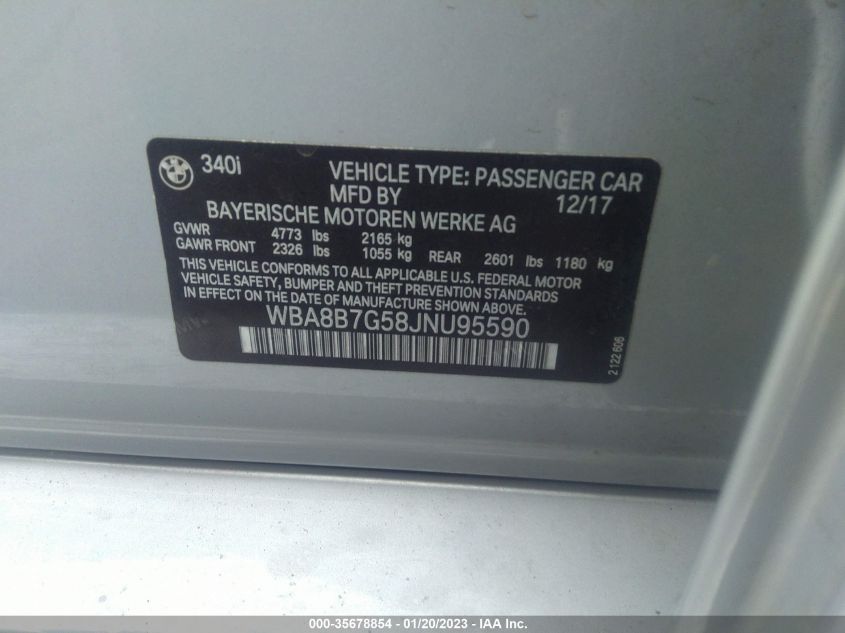 340i
VEHICLE TYPE: PASSENGER CAR
MFD BY 12/17
BAYERISCHE MOTOREN WERKE AG
GVWR 4773 lbs 2165 kg
GAWR FRONT 2326 lbs 1055 kg REAR 2601 lbs 1180 kg
THIS VEHICLE CONFORMS TO ALL APPLICABLE U.S. FEDERAL MOTOR
VEHICLE SAFETY, BUMPER AND THEFT PREVENTION STANDARDS
IN EFFECT ON THE DATE OF MANUFACTURE SHOWN ABOVE.
WBA8B7G58JNU95590
2 122 606
000-35678854 - 01/20/2023 - IAA Inc.